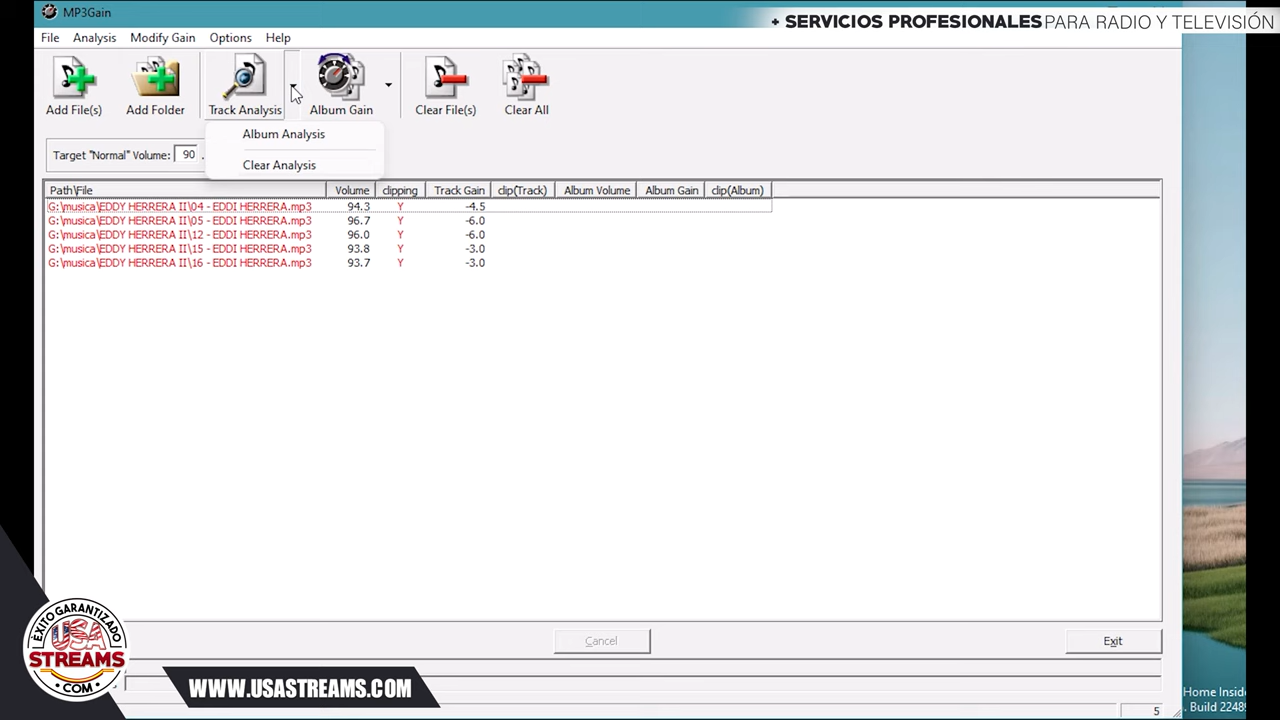 MP3Gain
+ SERVICIOS PROFESIONALES PARA RADIO Y TELEVISIÓN
File Analysis Modify Gain Options Help
Add File(s) Add Folder Track Analysis Album Gain Clear File(s) Clear All
Album Analysis
Target "Normal" Volume: 90
Clear Analysis
Path\File Volume clipping Track Gain clip(Track) Album Volume Album Gain clip(Album)
G:\musica\EDDY HERRERA II\04 - EDDI HERRERA.mp3 94.3 Y -4.5
G:\musica\EDDY HERRERA II\05 - EDDI HERRERA.mp3 96.7 Y -6.0
G:\musica\EDDY HERRERA II\12 - EDDI HERRERA.mp3 96.0 Y -6.0
G:\musica\EDDY HERRERA II\15 - EDDI HERRERA.mp3 93.8 Y -3.0
G:\musica\EDDY HERRERA II\16 - EDDI HERRERA.mp3 93.7 Y -3.0
Cancel Exit
ÉXITO GARANTIZADO
USA
STREAMS
.COM
WWW.USASTREAMS.COM
Home Inside
. Build 2248
5